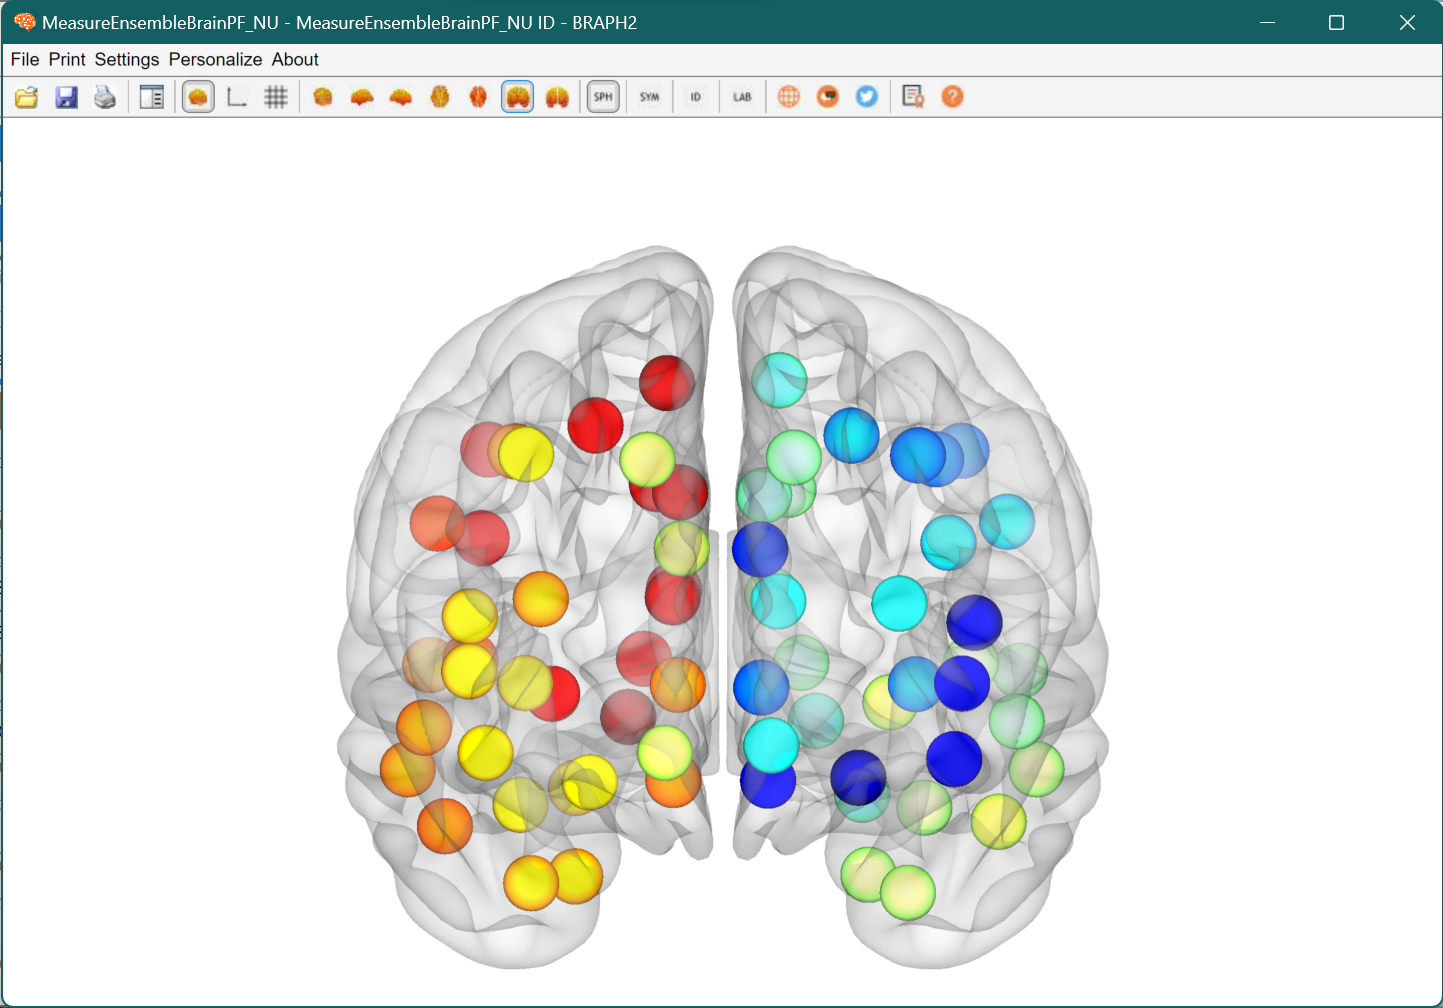 MeasureEnsembleBrainPF_NU - MeasureEnsembleBrainPF_NU ID - BRAPH2
File Print Settings Personalize About
SPH SYM ID LAB